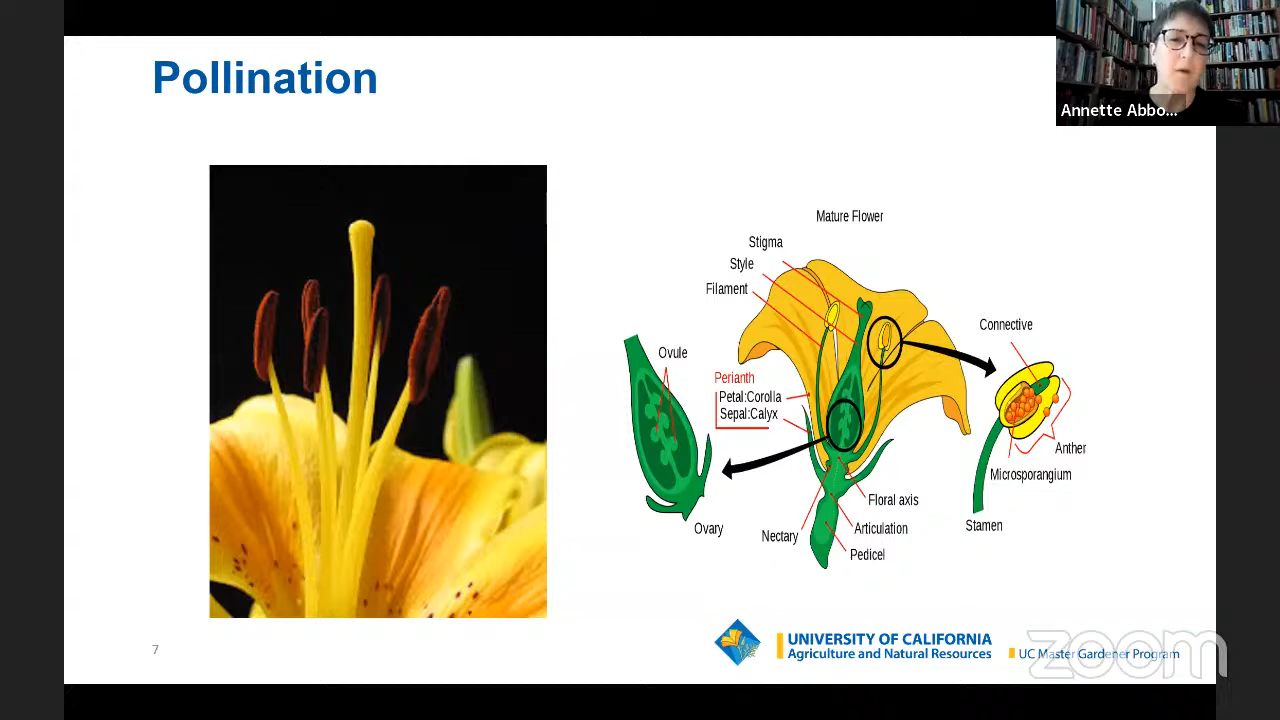 Pollination
Annette Abbo...
Mature Flower
Stigma
Style
Filament
Connective
Ovule
Perianth
Petal:Corolla
Sepal:Calyx
Anther
Microsporangium
Floral axis
Stamen
Ovary
Nectary
Articulation
Pedicel
7
UNIVERSITY OF CALIFORNIA
Agriculture and Natural Resources
UC Master Gardener Program
zoom